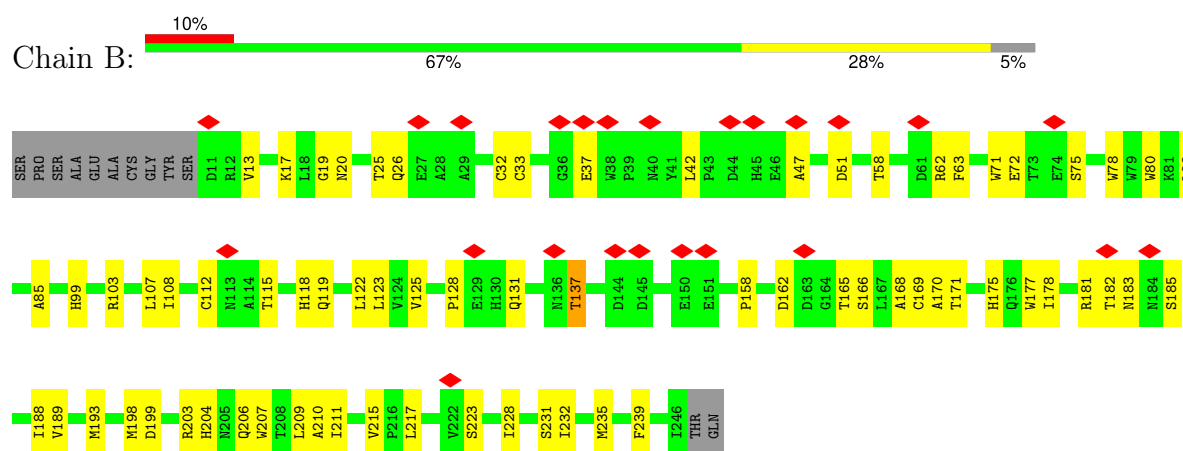 10%
Chain B:
67% 28% 5%
SER PRO SER ALA GLU ALA CYS GLY TYR SER D11 R12 V13 K17 L18 G19 N20 T25 Q26 E27 A28 A29 C32 C33 G36 E37 W38 P39 N40 Y41 L42 P43 D44 H45 E46 A47 D51 T58 D61 R62 F63 W71 E72 T73 E74 S75 W78 W79 W80 K81
A85 H99 R103 L107 I108 C112 N113 A114 T115 H118 Q119 L122 L123 V124 V125 P128 E129 H130 Q131 N136 T137 D144 D145 E150 E151 P158 D162 D163 G164 T165 S166 L167 A168 C169 A170 T171 H175 Q176 W177 I178 R181 T182 N183 N184 S185
I188 V189 M193 M198 D199 R203 H204 N205 Q206 W207 T208 L209 A210 I211 V215 P216 L217 V222 S223 I228 S231 I232 M235 F239 I246 THR GLN